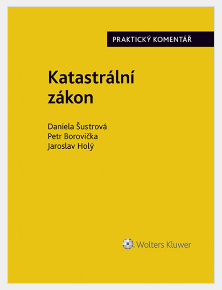 PRAKTICKÝ KOMENTÁŘ
Katastrální
zákon
Daniela Šustrová
Petr Borovička
Jaroslav Holý
Wolters Kluwer